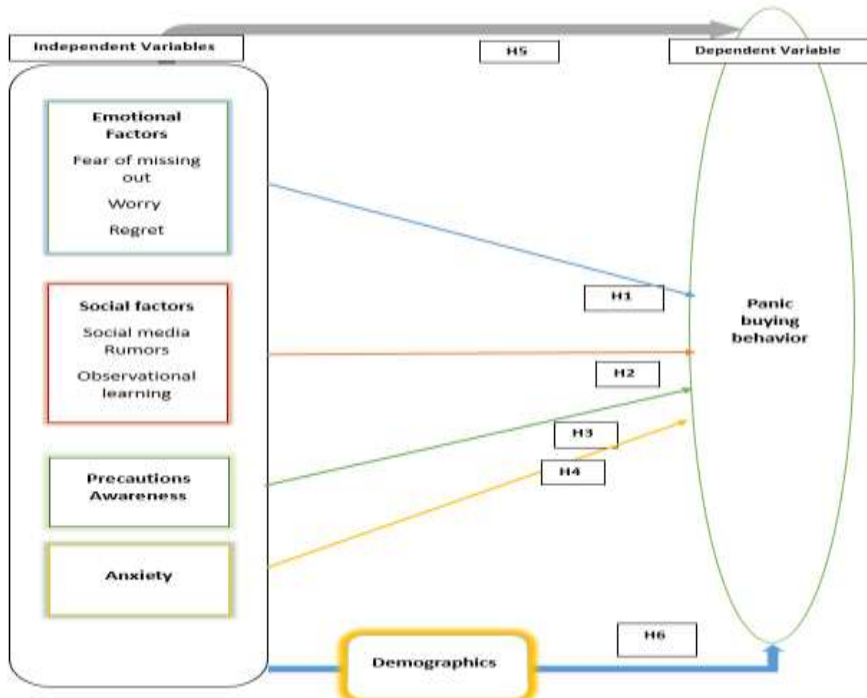 Independent Variables
H5
Dependent Variable
Emotional
Factors
Fear of missing
out
Worry
Regret
H1
Social factors
Social media
Rumors
Observational
learning
H2
Panic
buying
behavior
H3
H4
Precautions
Awareness
Anxiety
H6
Demographics